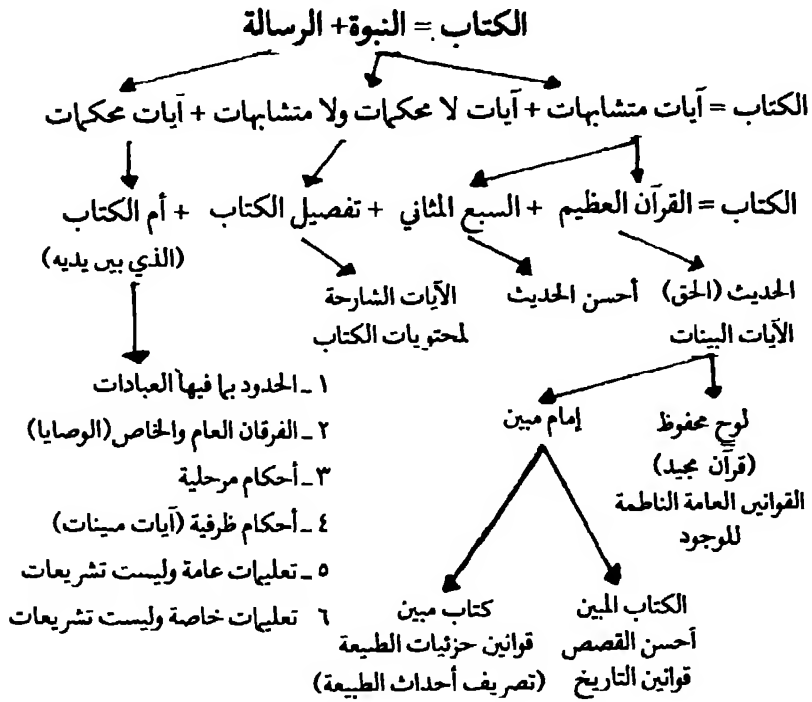 الكتاب = النبوة + الرسالة
الكتاب = آيات متشابهات + آيات لا محكمات ولا متشابهات + آيات محكمات
الكتاب = القرآن العظيم + السبع المثاني + تفصيل الكتاب + أم الكتاب
(الذي بين يديه)
الحديث (الحق)
الآيات البينات
أحسن الحديث
الآيات الشارحة
لمحتويات الكتاب
١ ـ الحدود بما فيها العبادات
٢ ـ الفرقان العام والخاص (الوصايا)
٣ ـ أحكام مرحلية
٤ ـ أحكام ظرفية (آيات مبينات)
٥ ـ تعليمات عامة وليست تشريعات
٦ تعليمات خاصة وليست تشريعات
لوح محفوظ
=
(قرآن مجيد)
القوانين العامة الناظمة
للوجود
إمام مبين
الكتاب المبين
أحسن القصص
قوانين التاريخ
كتاب مبين
قوانين جزئيات الطبيعة
(تصريف أحداث الطبيعة)